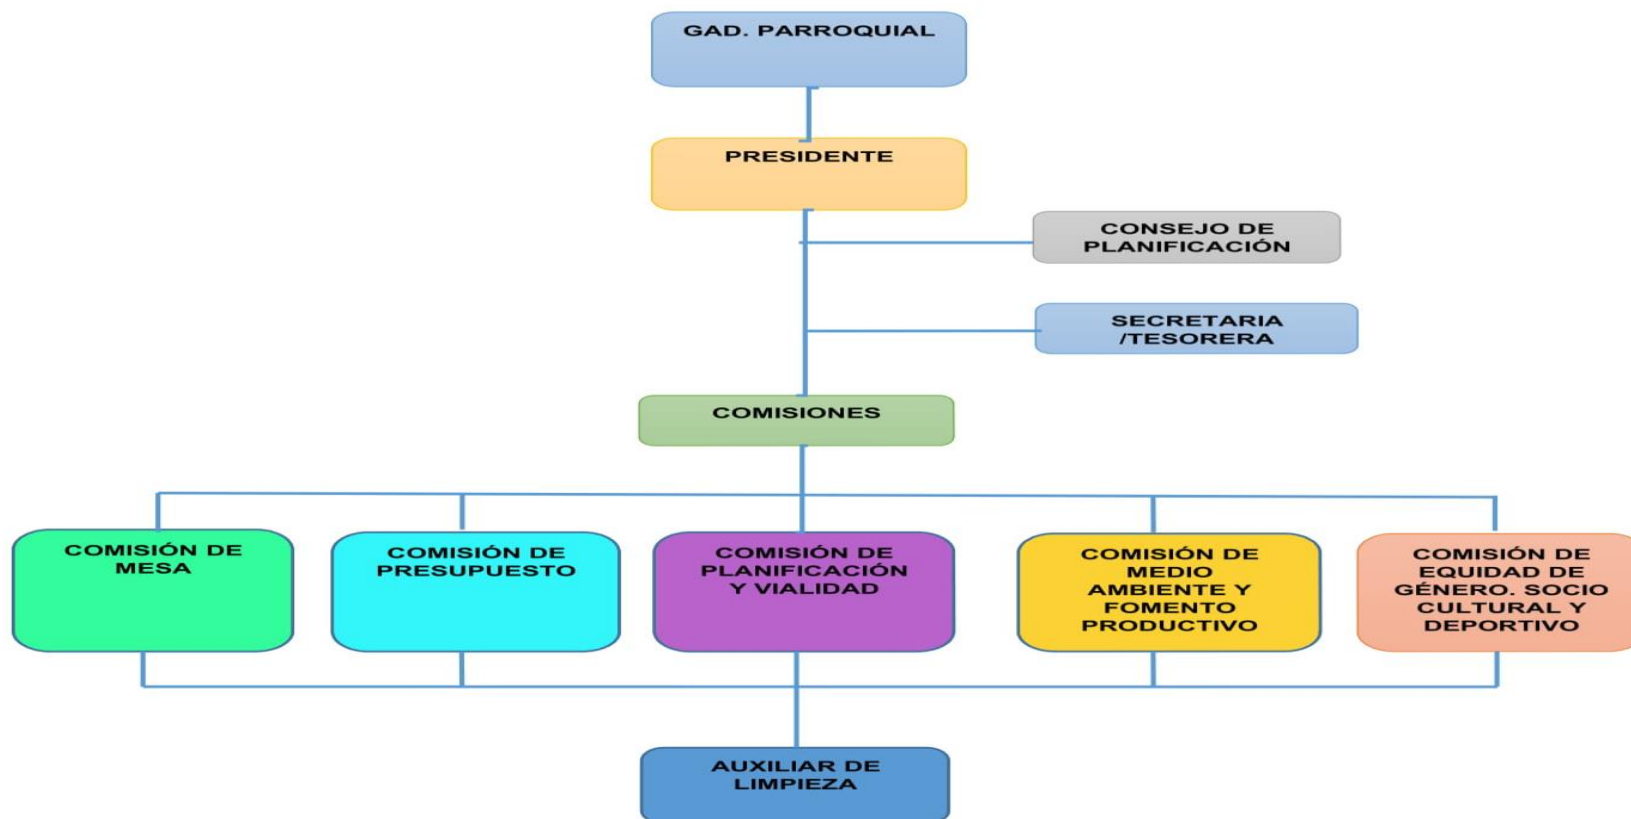 GAD. PARROQUIAL
PRESIDENTE
CONSEJO DE
PLANIFICACIÓN
SECRETARIA
/TESORERA
COMISIONES
COMISIÓN DE
MESA
COMISIÓN DE
PRESUPUESTO
COMISIÓN DE
PLANIFICACIÓN
Y VIALIDAD
COMISIÓN DE
MEDIO
AMBIENTE Y
FOMENTO
PRODUCTIVO
COMISIÓN DE
EQUIDAD DE
GÉNERO. SOCIO
CULTURAL Y
DEPORTIVO
AUXILIAR DE
LIMPIEZA